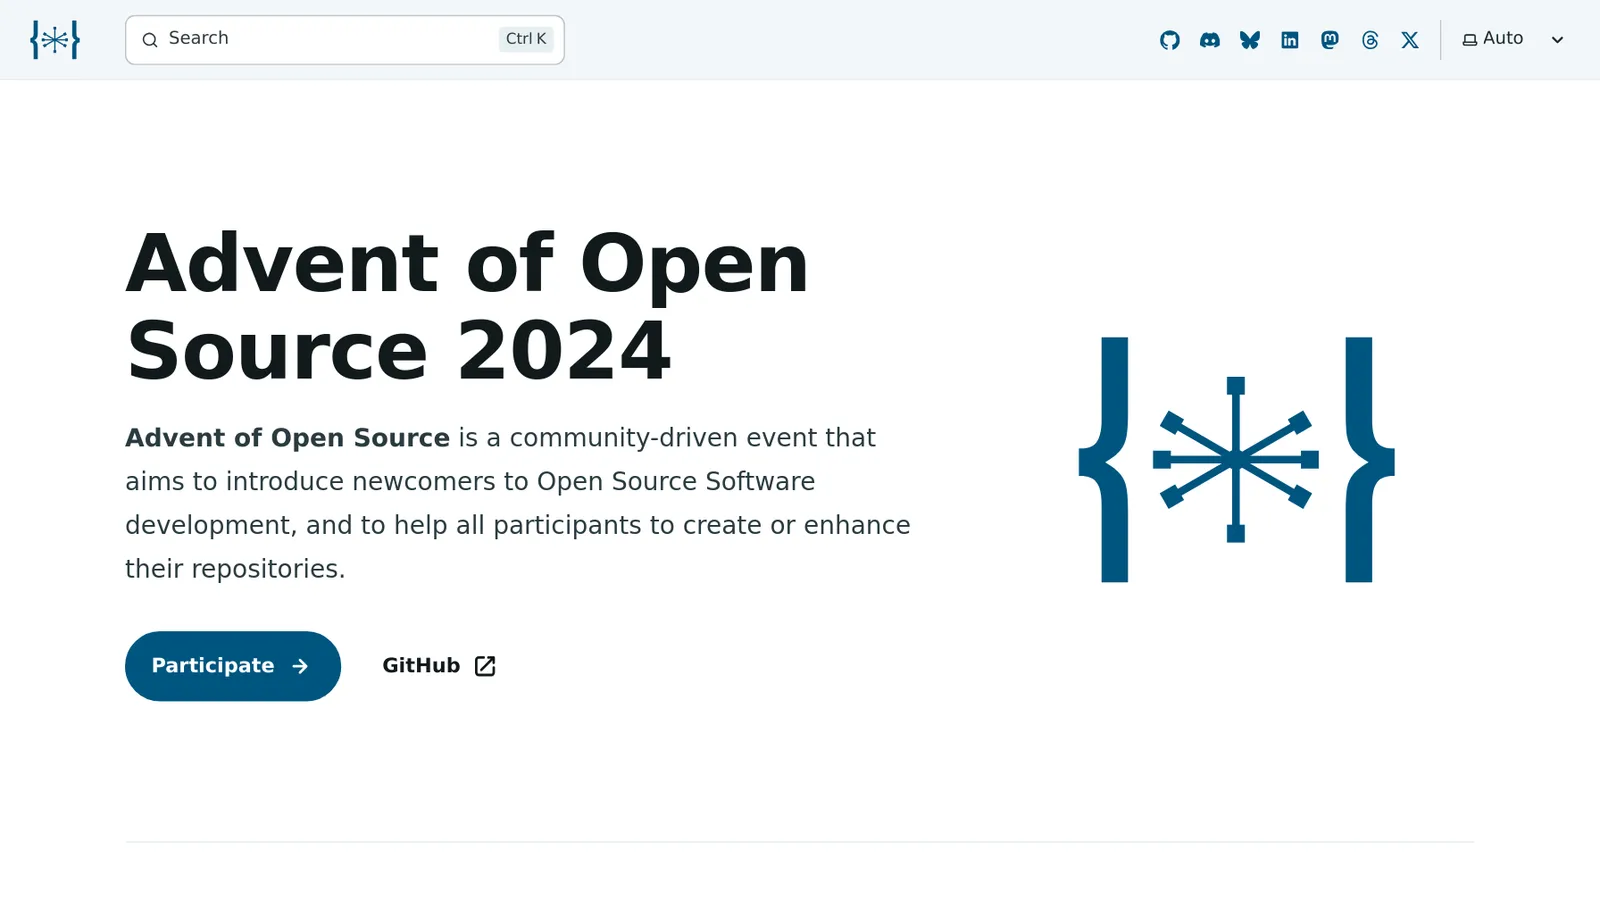 Search
Ctrl K
Auto
Advent of Open
Source 2024
Advent of Open Source is a community-driven event that
aims to introduce newcomers to Open Source Software
development, and to help all participants to create or enhance
their repositories.
Participate
GitHub